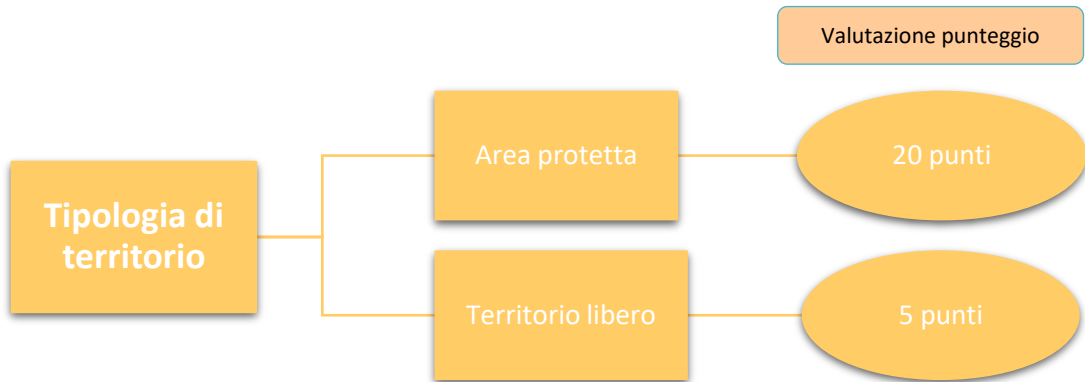 Valutazione punteggio
Area protetta
20 punti
Tipologia di
territorio
Territorio libero
5 punti